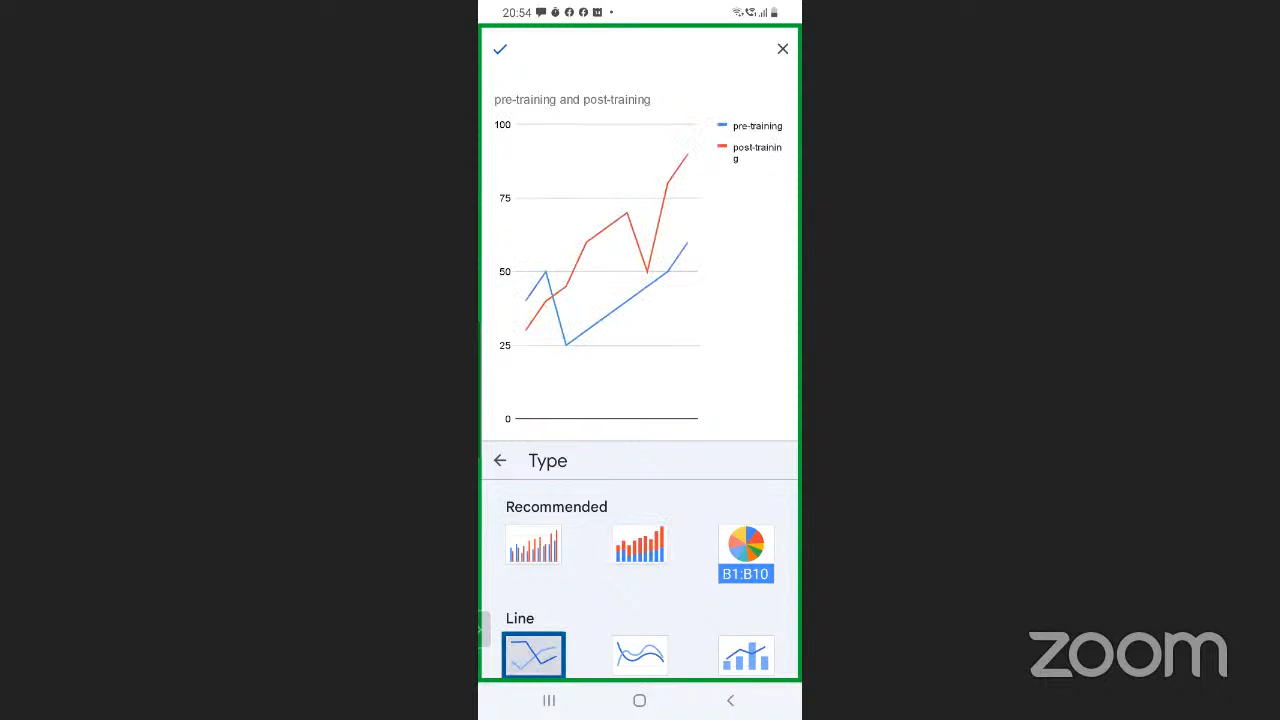 20:54
pre-training and post-training
100
pre-training
post-trainin
g
75
50
25
0
Type
Recommended
B1:B10
Line
zoom